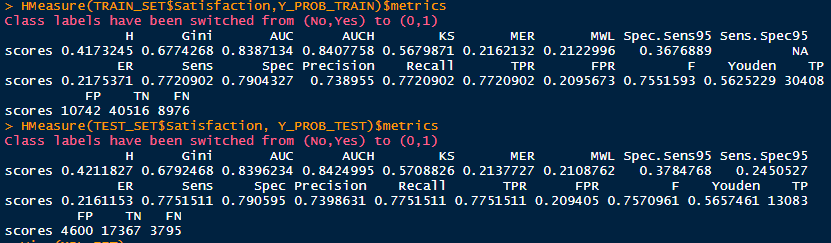 > HMeasure(TRAIN_SET$Satisfaction,Y_PROB_TRAIN)$metrics
Class labels have been switched from (No,Yes) to (0,1)
H Gini AUC AUCH KS MER MWL Spec.Sens95 Sens.Spec95
scores 0.4173245 0.6774268 0.8387134 0.8407758 0.5679871 0.2162132 0.2122996 0.3676889 NA
ER Sens Spec Precision Recall TPR FPR F Youden TP
scores 0.2175371 0.7720902 0.7904327 0.738955 0.7720902 0.7720902 0.2095673 0.7551593 0.5625229 30408
FP TN FN
scores 10742 40516 8976
> HMeasure(TEST_SET$Satisfaction, Y_PROB_TEST)$metrics
Class labels have been switched from (No,Yes) to (0,1)
H Gini AUC AUCH KS MER MWL Spec.Sens95 Sens.Spec95
scores 0.4211827 0.6792468 0.8396234 0.8424995 0.5708826 0.2137727 0.2108762 0.3784768 0.2450527
ER Sens Spec Precision Recall TPR FPR F Youden TP
scores 0.2161153 0.7751511 0.790595 0.7398631 0.7751511 0.7751511 0.209405 0.7570961 0.5657461 13083
FP TN FN
scores 4600 17367 3795